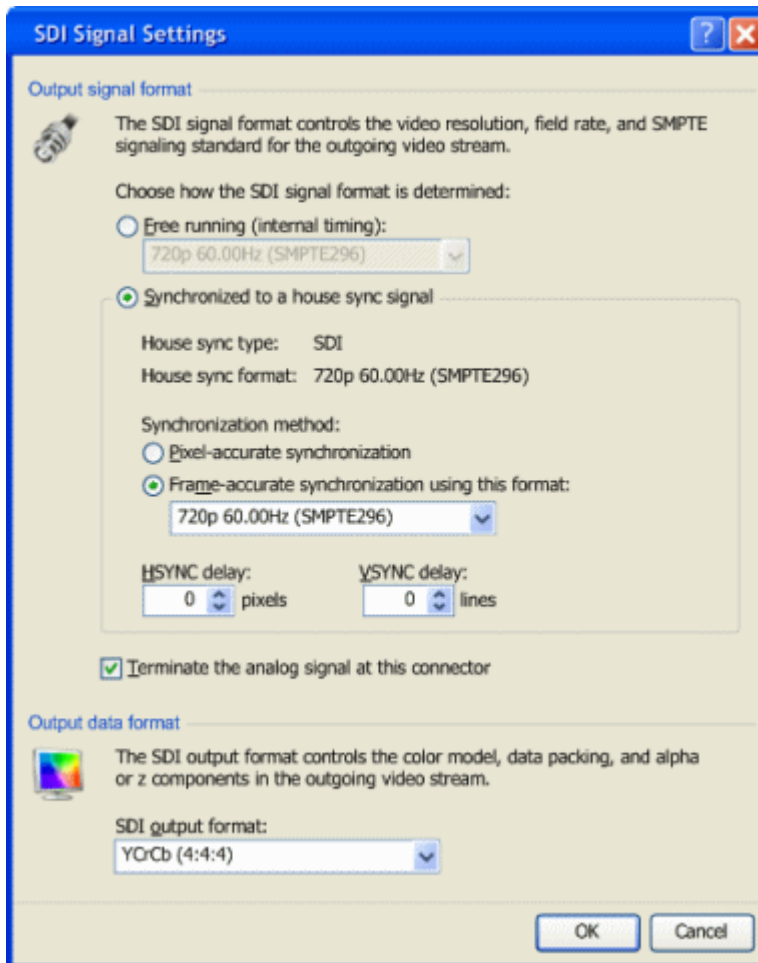 SDI Signal Settings
?
Output signal format
The SDI signal format controls the video resolution, field rate, and SMPTE
signaling standard for the outgoing video stream.
Choose how the SDI signal format is determined:
Free running (internal timing):
720p 60.00Hz (SMPTE296)
Synchronized to a house sync signal
House sync type: SDI
House sync format: 720p 60.00Hz (SMPTE296)
Synchronization method:
Pixel-accurate synchronization
Frame-accurate synchronization using this format:
720p 60.00Hz (SMPTE296)
HSYNC delay: VSYNC delay:
0 pixels 0 lines
Terminate the analog signal at this connector
Output data format
The SDI output format controls the color model, data packing, and alpha
or z components in the outgoing video stream.
SDI output format:
YCrCb (4:4:4)
OK Cancel